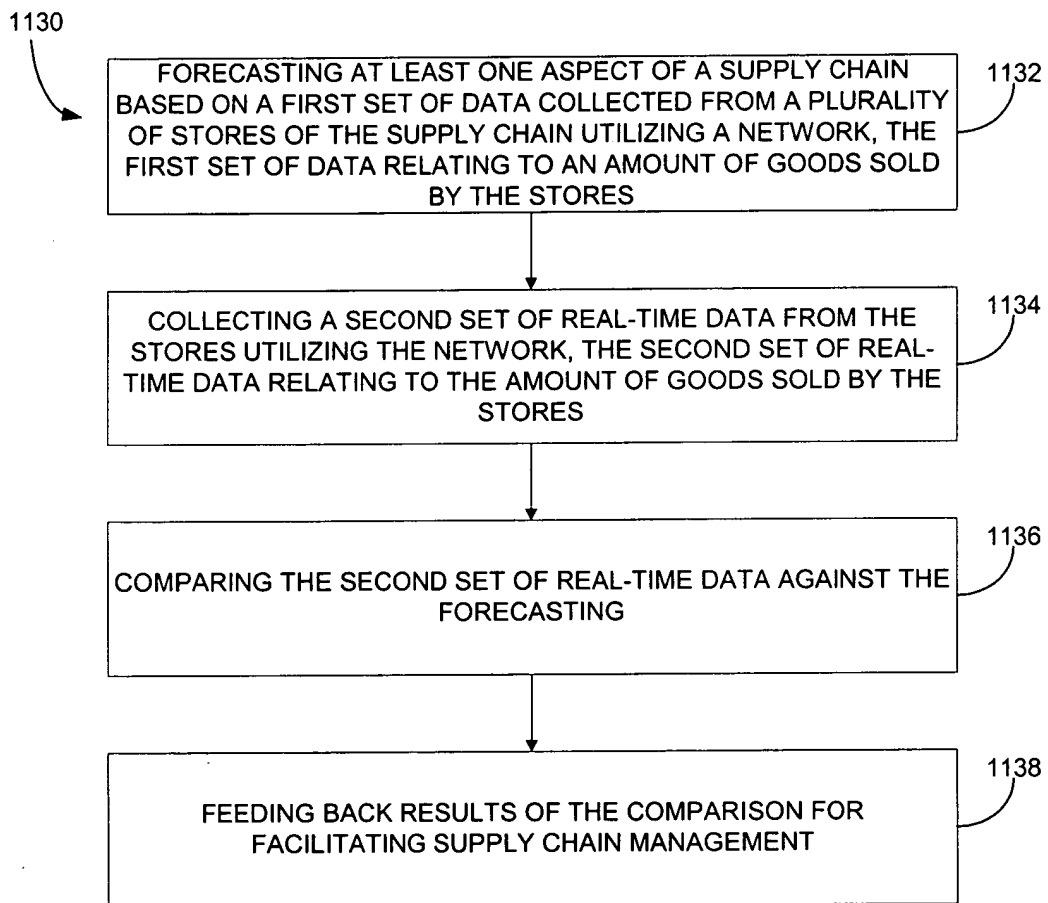 1130
FORECASTING AT LEAST ONE ASPECT OF A SUPPLY CHAIN
BASED ON A FIRST SET OF DATA COLLECTED FROM A PLURALITY
OF STORES OF THE SUPPLY CHAIN UTILIZING A NETWORK, THE
FIRST SET OF DATA RELATING TO AN AMOUNT OF GOODS SOLD
BY THE STORES
1132
COLLECTING A SECOND SET OF REAL-TIME DATA FROM THE
STORES UTILIZING THE NETWORK, THE SECOND SET OF REAL-
TIME DATA RELATING TO THE AMOUNT OF GOODS SOLD BY THE
STORES
1134
COMPARING THE SECOND SET OF REAL-TIME DATA AGAINST THE
FORECASTING
1136
FEEDING BACK RESULTS OF THE COMPARISON FOR
FACILITATING SUPPLY CHAIN MANAGEMENT
1138